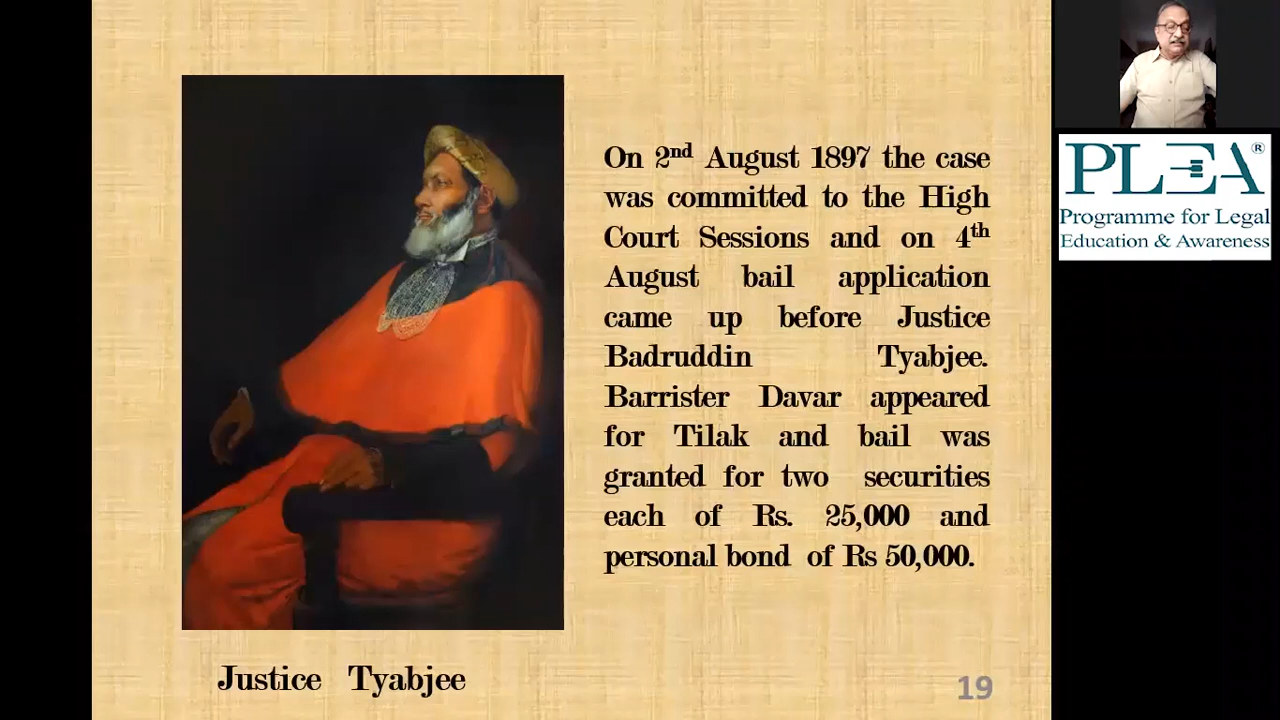 On 2nd August 1897 the case
was committed to the High
Court Sessions and on 4th
August bail application
came up before Justice
Badruddin Tyabjee.
Barrister Davar appeared
for Tilak and bail was
granted for two securities
each of Rs. 25,000 and
personal bond of Rs 50,000.
Justice Tyabjee
19
PLEA®
Programme for Legal
Education & Awareness